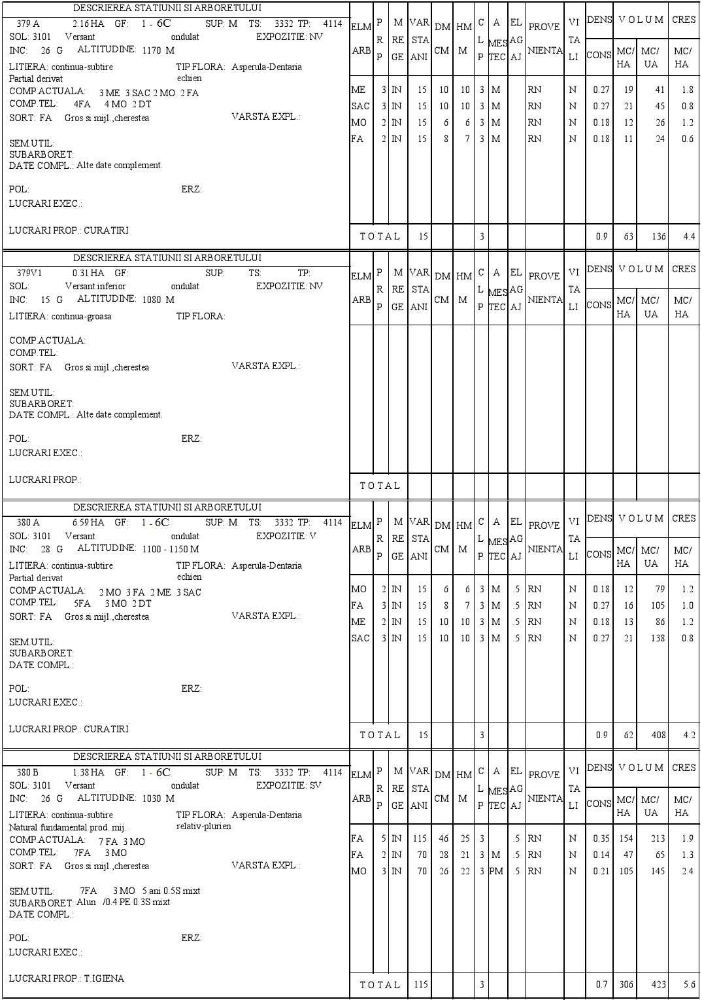 DESCRIEREA STATIUNII SI ARBORETULUI
379 A 2.16 HA GF: 1 - 6C SUP: M TS: 3332 TP: 4114
SOL: 3101 Versant ondulat EXPOZITIE: NV
INC: 26 G ALTITUDINE: 1170 M
LITIERA: continua-subtire TIP FLORA: Asperula-Dentaria
Partial derivat echien
COMP.ACTUALA: 3 ME 3 SAC 2 MO 2 FA
COMP.TEL: 4FA 4 MO 2 DT
SORT: FA Gros si mijl.,cherestea VARSTA EXPL.:
SEM.UTIL:
SUBARBORET:
DATE COMPL.: Alte date complement.
POL: ERZ:
LUCRARI EXEC.:
LUCRARI PROP.: CURATIRI
ELM P M VAR DM HM C A EL PROVE VI DENS V O L U M CRES
R RE STA L MES AG TA
ARB P GE ANI CM M P TEC AJ NIENTA LI CONS MC/ MC/ MC/
HA UA HA
ME 3 IN 15 10 10 3 M RN N 0.27 19 41 1.8
SAC 3 IN 15 10 10 3 M RN N 0.27 21 45 0.8
MO 2 IN 15 6 6 3 M RN N 0.18 12 26 1.2
FA 2 IN 15 8 7 3 M RN N 0.18 11 24 0.6
T O T A L 15 3 0.9 63 136 4.4
DESCRIEREA STATIUNII SI ARBORETULUI
379V1 0.31 HA GF: SUP: TS: TP:
SOL: Versant inferior ondulat EXPOZITIE: NV
INC: 15 G ALTITUDINE: 1080 M
LITIERA: continua-groasa TIP FLORA:
COMP.ACTUALA:
COMP.TEL:
SORT: FA Gros si mijl.,cherestea VARSTA EXPL.:
SEM.UTIL:
SUBARBORET:
DATE COMPL.: Alte date complement.
POL: ERZ:
LUCRARI EXEC.:
LUCRARI PROP.:
ELM P M VAR DM HM C A EL PROVE VI DENS V O L U M CRES
R RE STA L MES AG TA
ARB P GE ANI CM M P TEC AJ NIENTA LI CONS MC/ MC/ MC/
HA UA HA
T O T A L
DESCRIEREA STATIUNII SI ARBORETULUI
380 A 6.59 HA GF: 1 - 6C SUP: M TS: 3332 TP: 4114
SOL: 3101 Versant ondulat EXPOZITIE: V
INC: 28 G ALTITUDINE: 1100 - 1150 M
LITIERA: continua-subtire TIP FLORA: Asperula-Dentaria
Partial derivat echien
COMP.ACTUALA: 2 MO 3 FA 2 ME 3 SAC
COMP.TEL: 5FA 3 MO 2 DT
SORT: FA Gros si mijl.,cherestea VARSTA EXPL.:
SEM.UTIL:
SUBARBORET:
DATE COMPL.:
POL: ERZ:
LUCRARI EXEC.:
LUCRARI PROP.: CURATIRI
ELM P M VAR DM HM C A EL PROVE VI DENS V O L U M CRES
R RE STA L MES AG TA
ARB P GE ANI CM M P TEC AJ NIENTA LI CONS MC/ MC/ MC/
HA UA HA
MO 2 IN 15 6 6 3 M .5 RN N 0.18 12 79 1.2
FA 3 IN 15 8 7 3 M .5 RN N 0.27 16 105 1.0
ME 2 IN 15 10 10 3 M .5 RN N 0.18 13 86 1.2
SAC 3 IN 15 10 10 3 M .5 RN N 0.27 21 138 0.8
T O T A L 15 3 0.9 62 408 4.2
DESCRIEREA STATIUNII SI ARBORETULUI
380 B 1.38 HA GF: 1 - 6C SUP: M TS: 3332 TP: 4114
SOL: 3101 Versant ondulat EXPOZITIE: SV
INC: 26 G ALTITUDINE: 1030 M
LITIERA: continua-subtire TIP FLORA: Asperula-Dentaria
Natural fundamental prod. mij. relativ-plurien
COMP.ACTUALA: 7 FA 3 MO
COMP.TEL: 7FA 3 MO
SORT: FA Gros si mijl.,cherestea VARSTA EXPL.:
SEM.UTIL: 7FA 3 MO 5 ani 0.5S mixt
SUBARBORET: Alun /0.4 PE 0.3S mixt
DATE COMPL.:
POL: ERZ:
LUCRARI EXEC.:
LUCRARI PROP.: T.IGIENA
ELM P M VAR DM HM C A EL PROVE VI DENS V O L U M CRES
R RE STA L MES AG TA
ARB P GE ANI CM M P TEC AJ NIENTA LI CONS MC/ MC/ MC/
HA UA HA
FA 5 IN 115 46 25 3 .5 RN N 0.35 154 213 1.9
FA 2 IN 70 28 21 3 M .5 RN N 0.14 47 65 1.3
MO 3 IN 70 26 22 3 PM .5 RN N 0.21 105 145 2.4
T O T A L 115 3 0.7 306 423 5.6